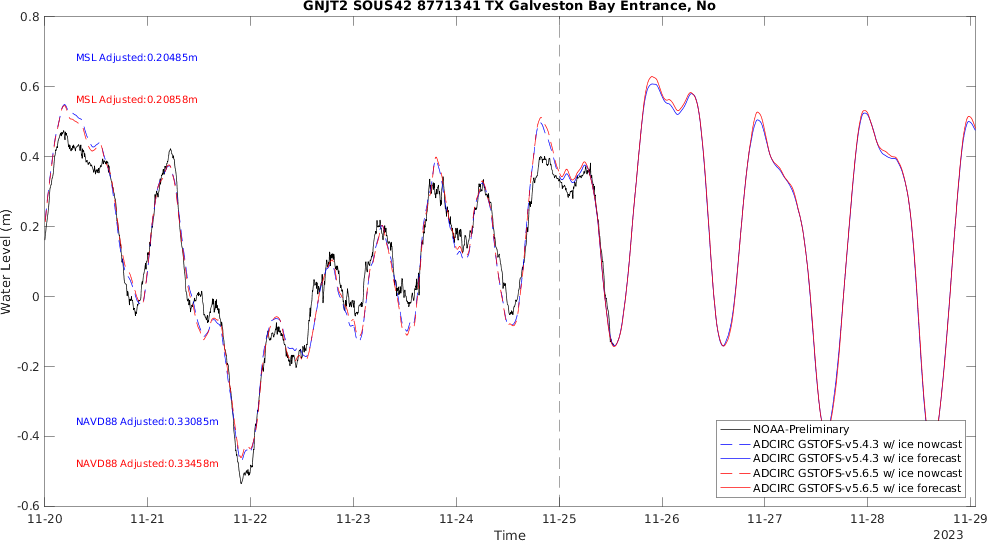 GNJT2 SOUS42 8771341 TX Galveston Bay Entrance, No
0.8
0.6
0.4
0.2
0
-0.2
-0.4
-0.6
Water Level (m)
MSL Adjusted:0.20485m
MSL Adjusted:0.20858m
NAVD88 Adjusted:0.33085m
NAVD88 Adjusted:0.33458m
NOAA-Preliminary
ADCIRC GSTOFS-v5.4.3 w/ ice nowcast
ADCIRC GSTOFS-v5.4.3 w/ ice forecast
ADCIRC GSTOFS-v5.6.5 w/ ice nowcast
ADCIRC GSTOFS-v5.6.5 w/ ice forecast
11-20 11-21 11-22 11-23 11-24 11-25 11-26 11-27 11-28 11-29
Time
2023